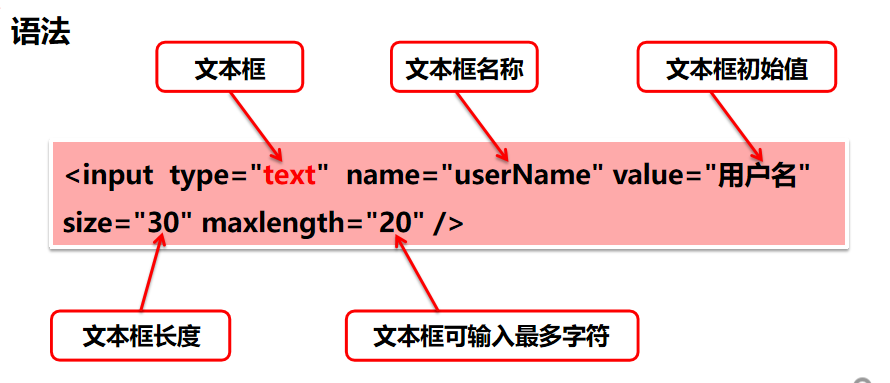 语法
文本框
文本框名称
文本框初始值
<input type="text" name="userName" value="用户名"
size="30" maxlength="20" />
文本框长度
文本框可输入最多字符